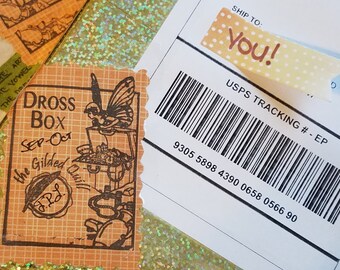 DROSS
BOX
SEP-OCT
the Gilded Quill
SHIP TO:
You!
USPS TRACKING # - EP
9305 5898 4390 0658 0566 90